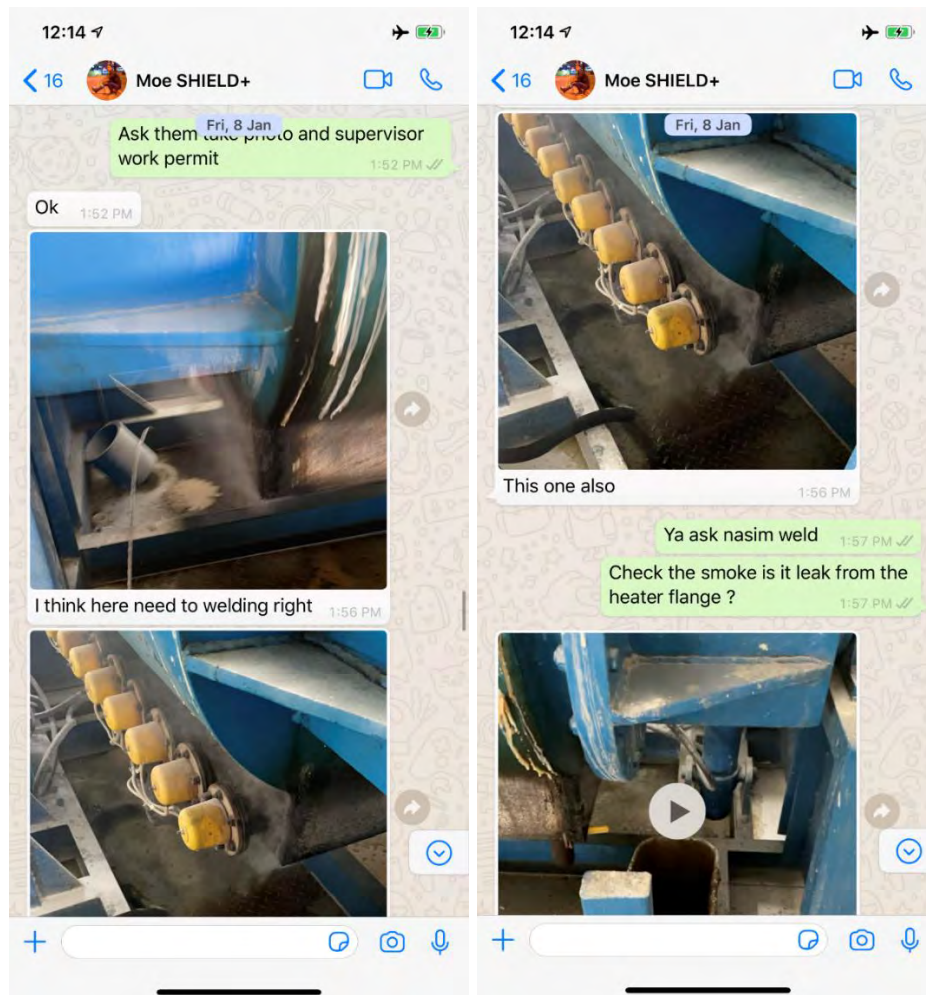 12:14
16
Moe SHIELD+
Fri, 8 Jan
Ask them photo and supervisor
work permit
1:52 PM
Ok
1:52 PM
I think here need to welding right
1:56 PM
12:14
16
Moe SHIELD+
Fri, 8 Jan
This one also
1:56 PM
Ya ask nasim weld
1:57 PM
Check the smoke is it leak from the
heater flange ?
1:57 PM